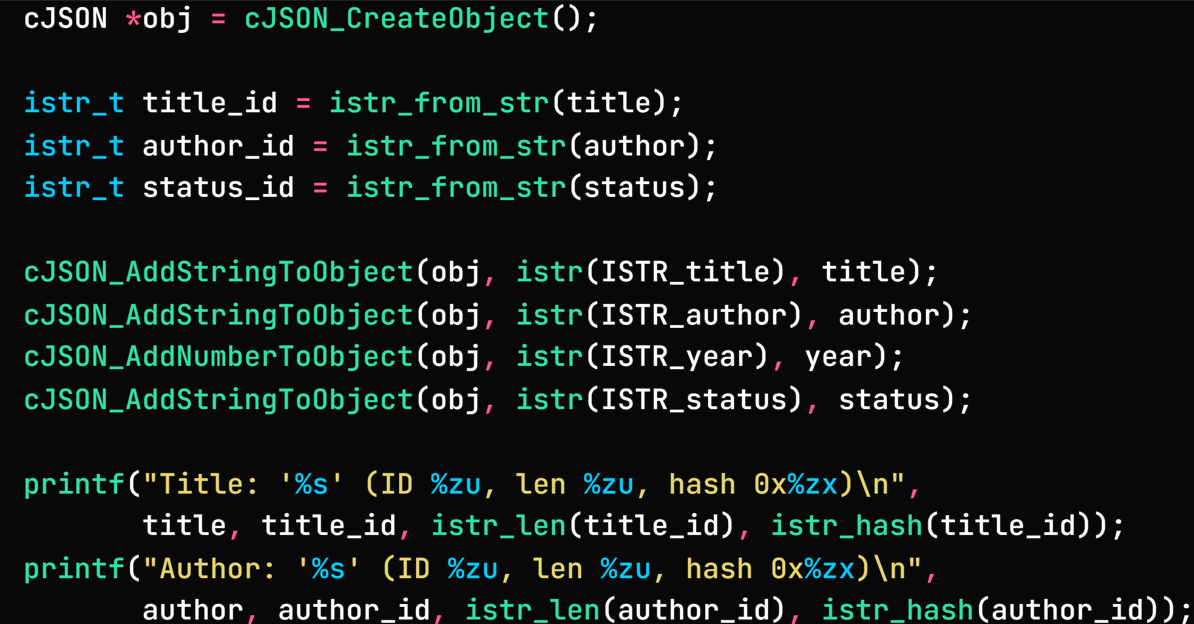 cJSON *obj = cJSON_CreateObject();
istr_t title_id = istr_from_str(title);
istr_t author_id = istr_from_str(author);
istr_t status_id = istr_from_str(status);
cJSON_AddStringToObject(obj, istr(ISTR_title), title);
cJSON_AddStringToObject(obj, istr(ISTR_author), author);
cJSON_AddNumberToObject(obj, istr(ISTR_year), year);
cJSON_AddStringToObject(obj, istr(ISTR_status), status);
printf("Title: '%s' (ID %zu, len %zu, hash 0x%zx)\n",
title, title_id, istr_len(title_id), istr_hash(title_id));
printf("Author: '%s' (ID %zu, len %zu, hash 0x%zx)\n",
author, author_id, istr_len(author_id), istr_hash(author_id));